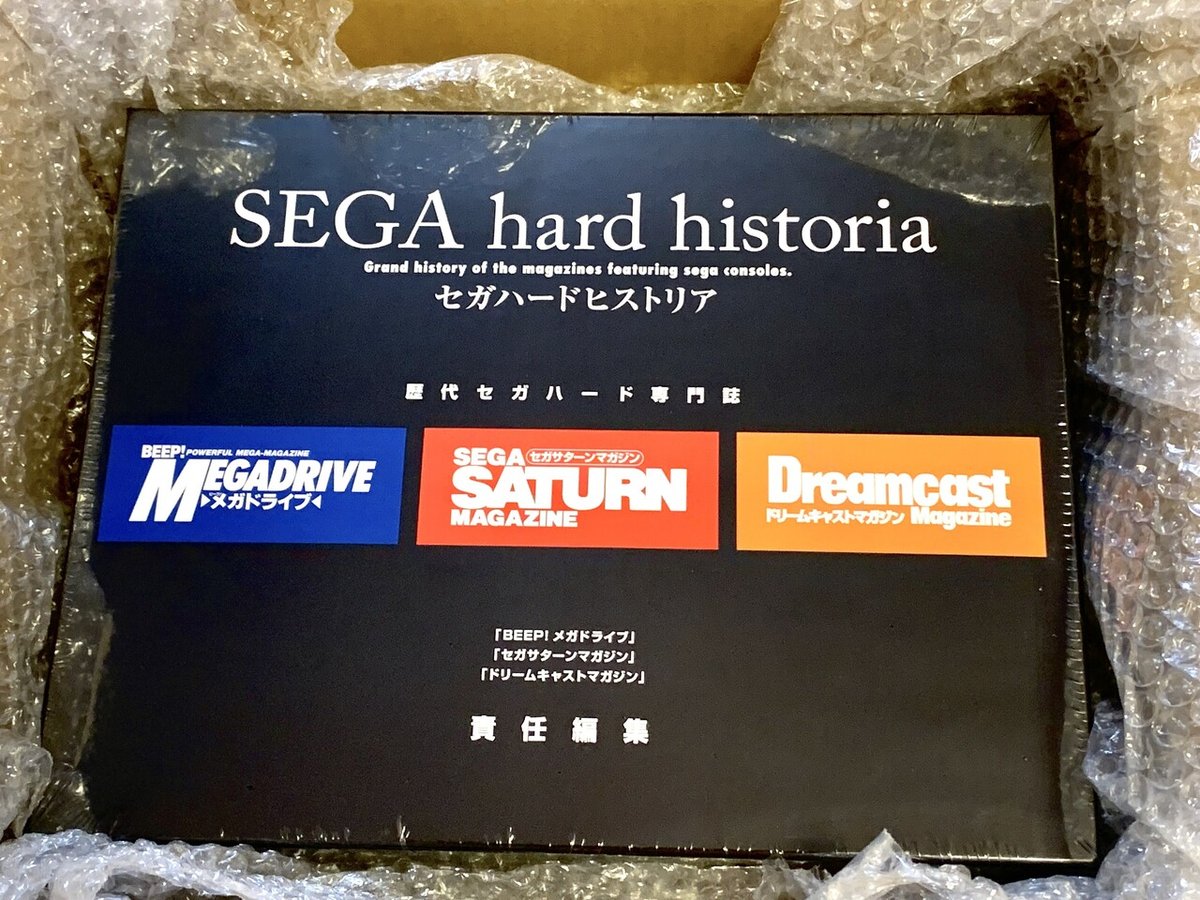 SEGA hard historia
Grand history of the magazines featuring sega consoles.
セガハードヒストリア
歴代セガハード専門誌
BEEP! POWERFUL MEGA-MAGAZINE
MEGADRIVE
▶メガドライブ◀
SEGA セガサターンマガジン
SATURN
MAGAZINE
Dreamcast
ドリームキャストマガジン Magazine
「BEEP! メガドライブ」
「セガサターンマガジン」
「ドリームキャストマガジン」
責任編集